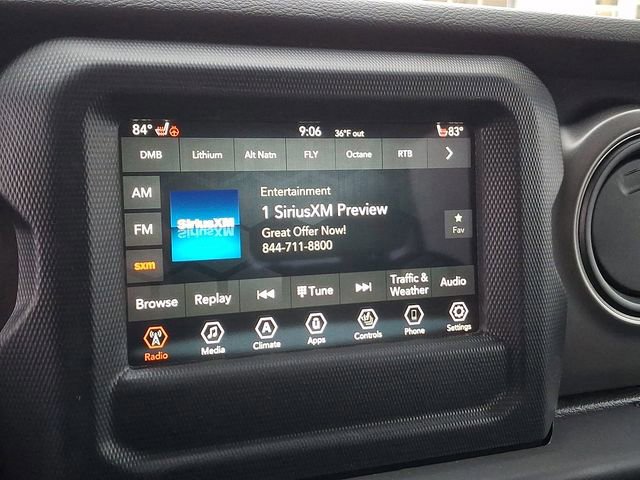 84° 9:06 36°F out 83°
DMB Lithium Alt Natn FLY Octane RTB
AM
FM
sxm
SiriusXM
Entertainment
1 SiriusXM Preview
Great Offer Now!
844-711-8800
Fav
Browse Replay Tune Traffic &
Weather Audio
Radio Media Climate Apps Controls Phone Settings